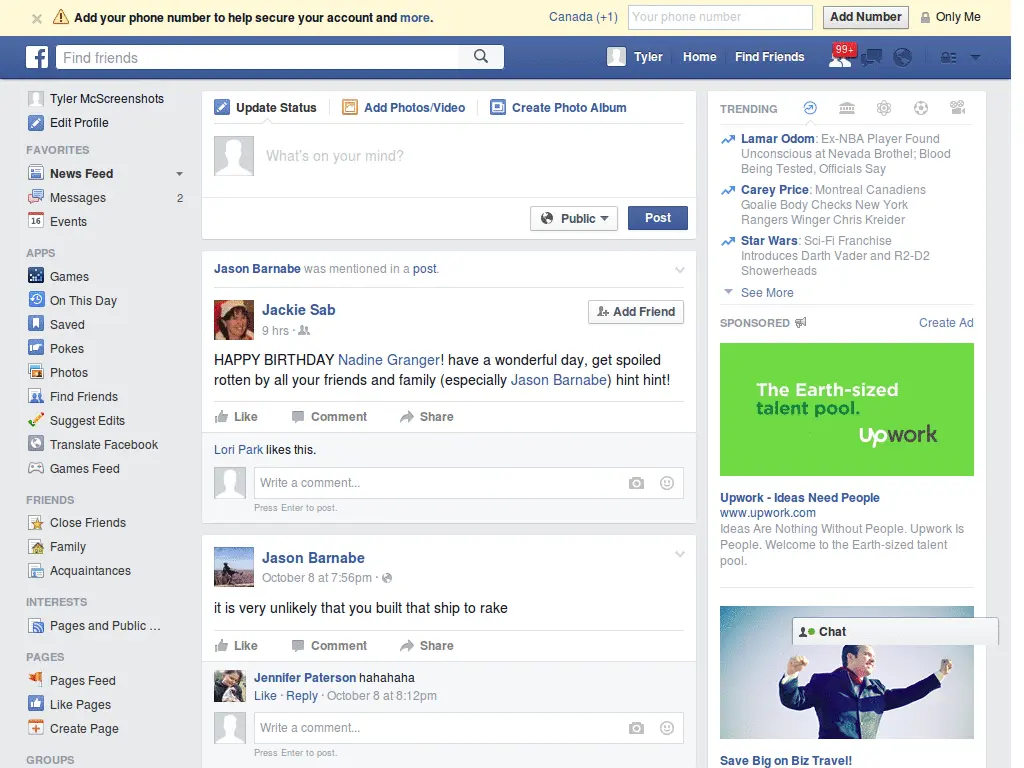 Add your phone number to help secure your account and more.
Canada (+1)
Your phone number
Add Number
Only Me
f
Find friends
Tyler
Home
Find Friends
99+
Tyler McScreenshots
Edit Profile
FAVORITES
News Feed
Messages 2
16 Events
APPS
Games
On This Day
Saved
Pokes
Photos
Find Friends
Suggest Edits
Translate Facebook
Games Feed
FRIENDS
Close Friends
Family
Acquaintances
INTERESTS
Pages and Public ...
PAGES
Pages Feed
Like Pages
Create Page
GROUPS
Update Status
Add Photos/Video
Create Photo Album
What's on your mind?
Public
Post
Jason Barnabe was mentioned in a post.
Jackie Sab
Add Friend
9 hrs ·
HAPPY BIRTHDAY Nadine Granger! have a wonderful day, get spoiled
rotten by all your friends and family (especially Jason Barnabe) hint hint!
Like Comment Share
Lori Park likes this.
Write a comment...
Press Enter to post.
Jason Barnabe
October 8 at 7:56pm ·
it is very unlikely that you built that ship to rake
Like Comment Share
Jennifer Paterson hahahaha
Like · Reply · October 8 at 8:12pm
Write a comment...
Press Enter to post.
TRENDING
Lamar Odom: Ex-NBA Player Found
Unconscious at Nevada Brothel; Blood
Being Tested, Officials Say
Carey Price: Montreal Canadiens
Goalie Body Checks New York
Rangers Winger Chris Kreider
Star Wars: Sci-Fi Franchise
Introduces Darth Vader and R2-D2
Showerheads
See More
SPONSORED
Create Ad
The Earth-sized
talent pool.
Upwork
Upwork - Ideas Need People
www.upwork.com
Ideas Are Nothing Without People. Upwork Is
People. Welcome to the Earth-sized talent
pool.
Chat
Save Big on Biz Travel!